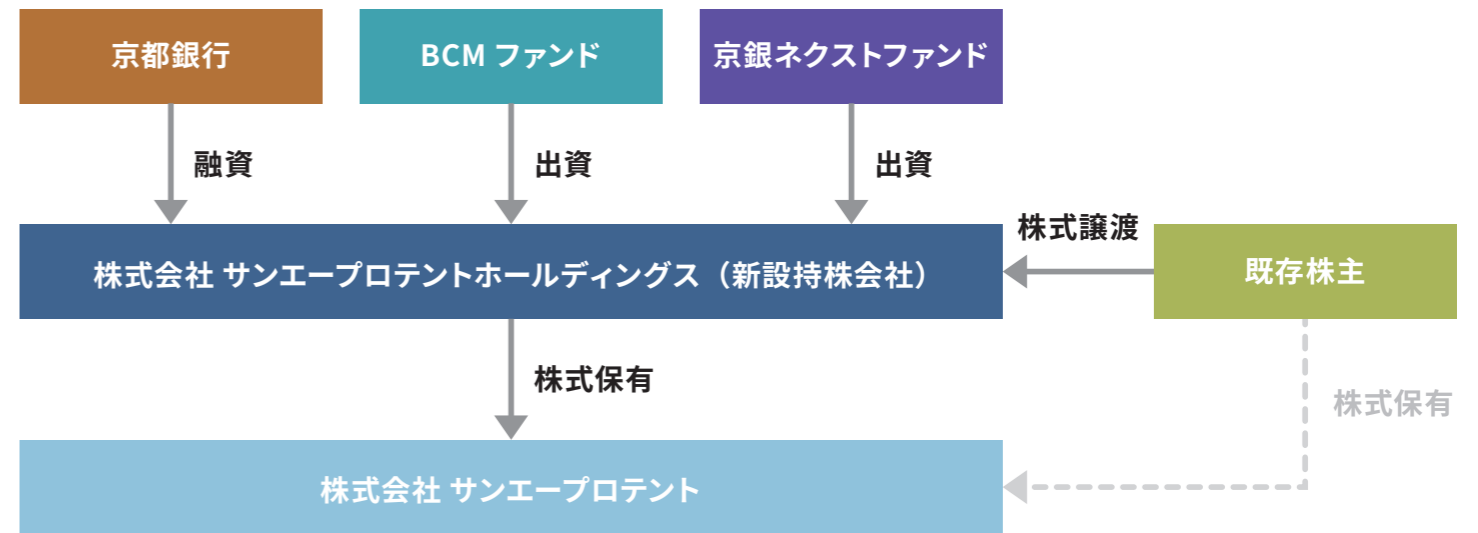 京都銀行
BCM ファンド
京銀ネクストファンド
融資
出資
出資
株式譲渡
株式会社 サンエープロテントホールディングス（新設持株会社）
既存株主
株式保有
株式保有
株式会社 サンエープロテント